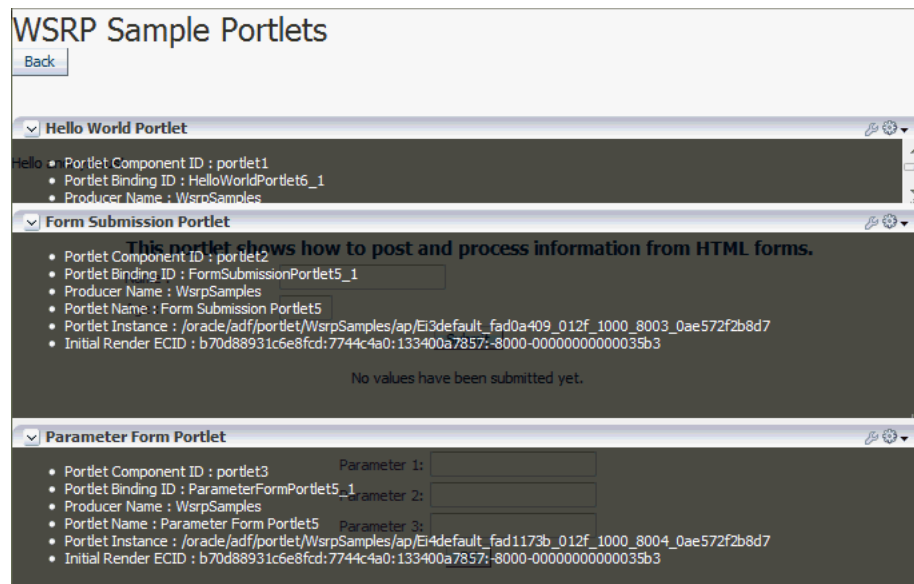 WSRP Sample Portlets
Back
Hello World Portlet
Hello
• Portlet Component ID : portlet1
• Portlet Binding ID : HelloWorldPortlet6_1
• Producer Name : WsrpSamples
Form Submission Portlet
This portlet shows how to post and process information from HTML forms.
• Portlet Component ID : portlet2
• Portlet Binding ID : FormSubmissionPortlet5_1
• Producer Name : WsrpSamples
• Portlet Name : Form Submission Portlet5
• Portlet Instance : /oracle/adf/portlet/WsrpSamples/ap/Ei3default_fad0a409_012f_1000_8003_0ae572f2b8d7
• Initial Render ECID : b70d88931c6e8fcd:7744c4a0:133400a7857:-8000-00000000000035b3
No values have been submitted yet.
Parameter Form Portlet
Parameter 1:
• Portlet Component ID : portlet3
• Portlet Binding ID : ParameterFormPortlet5_1
Parameter 2:
• Producer Name : WsrpSamples
• Portlet Name : Parameter Form Portlet5
Parameter 3:
• Portlet Instance : /oracle/adf/portlet/WsrpSamples/ap/Ei4default_fad1173b_012f_1000_8004_0ae572f2b8d7
• Initial Render ECID : b70d88931c6e8fcd:7744c4a0:133400a7857:-8000-00000000000035b3